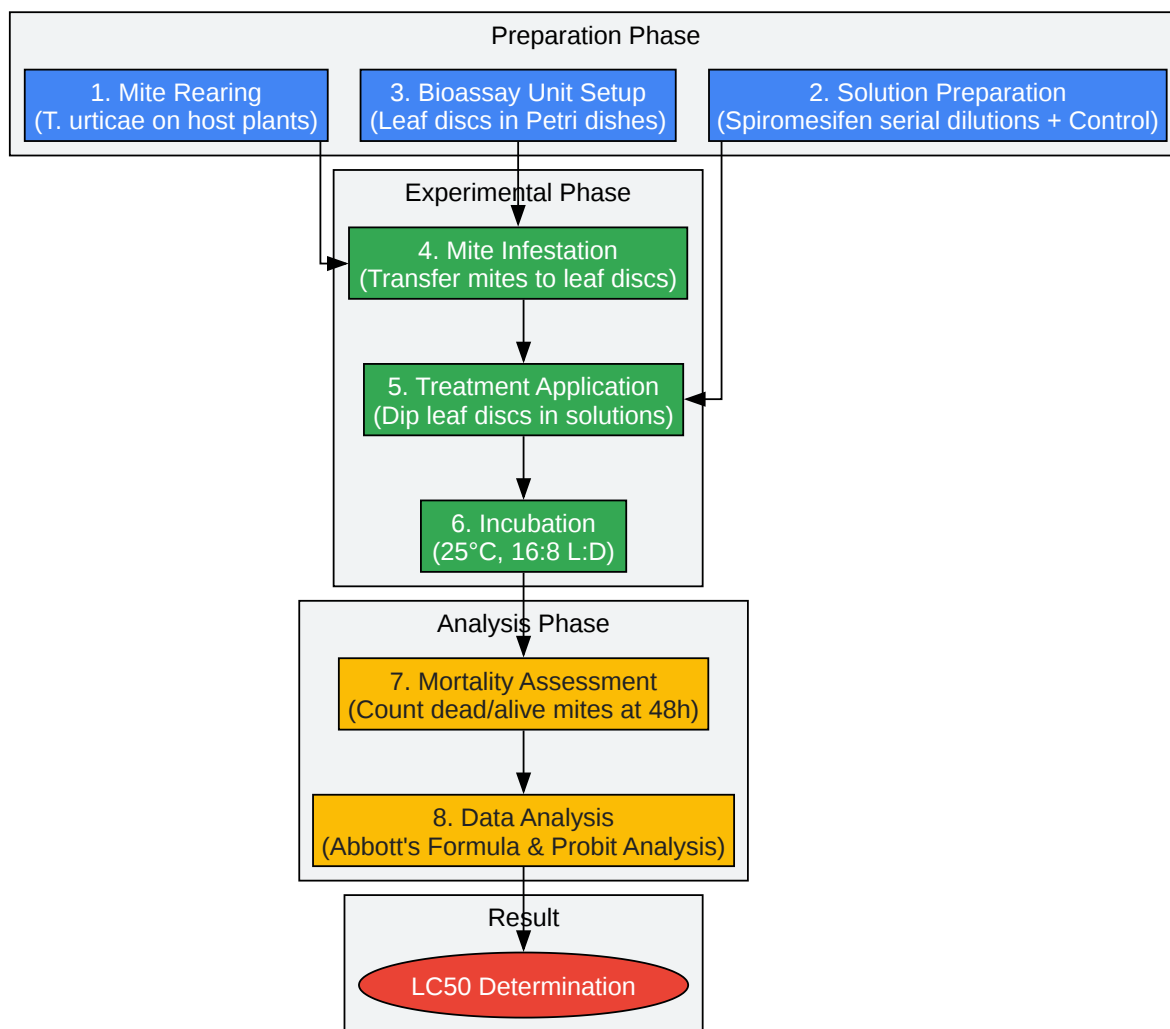 Preparation Phase
1. Mite Rearing
(T. urticae on host plants)
3. Bioassay Unit Setup
(Leaf discs in Petri dishes)
2. Solution Preparation
(Spiromesifen serial dilutions + Control)
Experimental Phase
4. Mite Infestation
(Transfer mites to leaf discs)
5. Treatment Application
(Dip leaf discs in solutions)
6. Incubation
(25°C, 16:8 L:D)
Analysis Phase
7. Mortality Assessment
(Count dead/alive mites at 48h)
8. Data Analysis
(Abbott's Formula & Probit Analysis)
Result
LC50 Determination